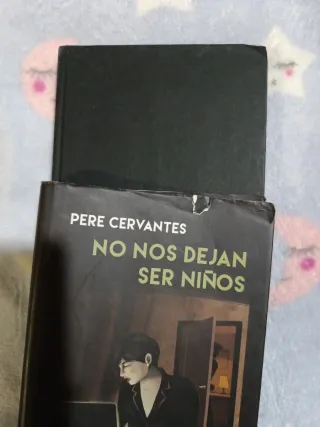 PERE CERVANTES
NO NOS DEJAN
SER NIÑOS